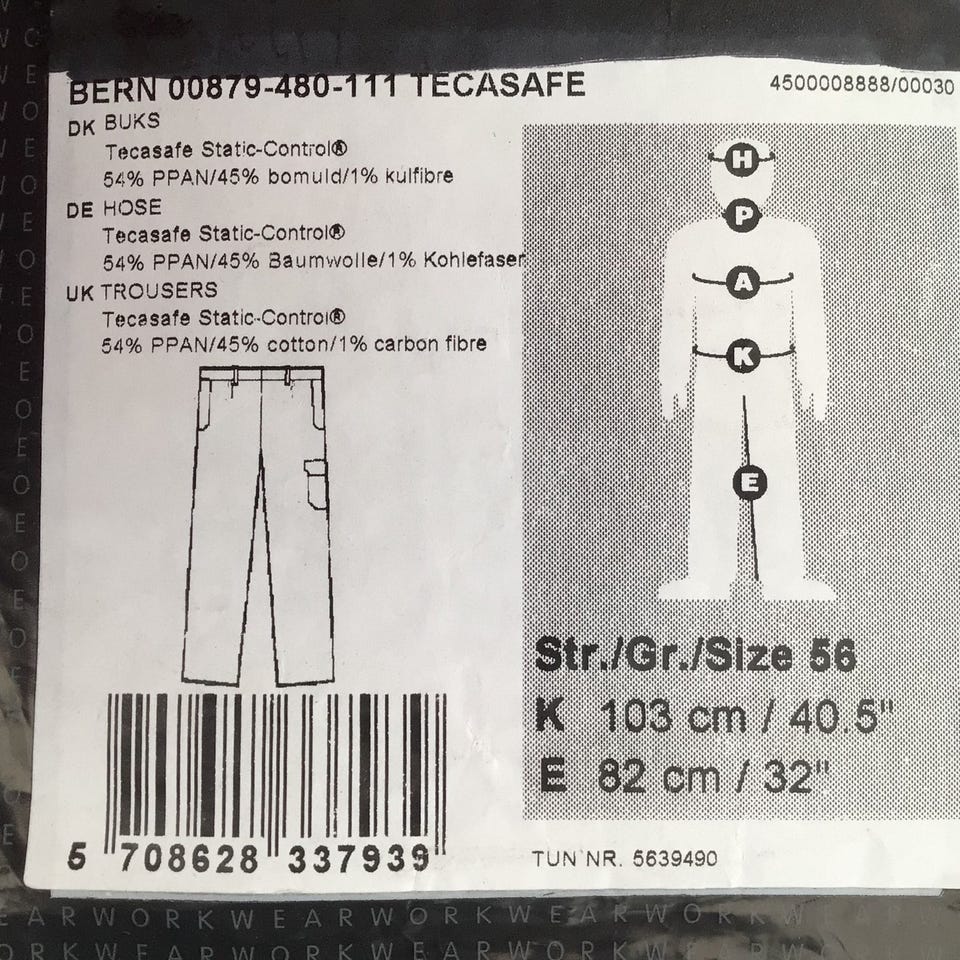 BERN 00879-480-111 TECASAFE
4500008888/00030
DK BUKS
Tecasafe Static-Control®
54% PPAN/45% bomuld/1% kulfibre
DE HOSE
Tecasafe Static-Control®
54% PPAN/45% Baumwolle/1% Kohlefaser
UK TROUSERS
Tecasafe Static-Control®
54% PPAN/45% cotton/1% carbon fibre
H
P
A
K
E
Str./Gr./Size 56
K 103 cm / 40.5"
E 82 cm / 32"
5 708628 337939
TUN NR. 5639490
EARWORKWEARWORKWEARWORKW
ORKWEARWORKWEARWORKWEARW